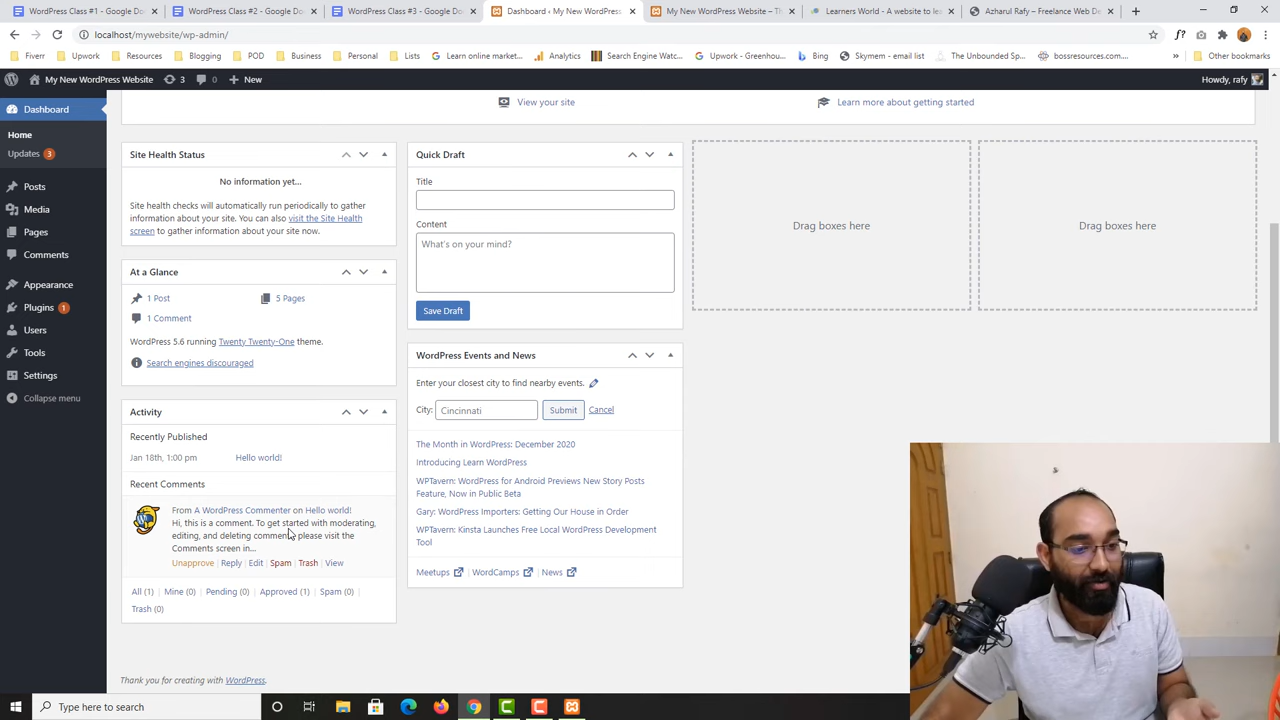 WordPress Class #1 - Google Do
WordPress Class #2 - Google Do
WordPress Class #3 - Google Do
Dashboard ‹ My New WordPress
My New WordPress Website – Th
Learners World - A website to le
Azharul Rafy – Freelance Web De
localhost/mywebsite/wp-admin/
Fiverr
Upwork
Resources
Blogging
POD
Business
Personal
Lists
Learn online market...
Analytics
Search Engine Watc...
Upwork - Greenhou...
Bing
Skymem - email list
The Unbounded Sp...
bossresources.com...
Other bookmarks
My New WordPress Website
3
0
New
Howdy, rafy
Dashboard
Home
Updates 3
Posts
Media
Pages
Comments
Appearance
Plugins 1
Users
Tools
Settings
Collapse menu
View your site
Learn more about getting started
Site Health Status
No information yet...
Site health checks will automatically run periodically to gather
information about your site. You can also visit the Site Health
screen to gather information about your site now.
At a Glance
1 Post
5 Pages
1 Comment
WordPress 5.6 running Twenty Twenty-One theme.
Search engines discouraged
Activity
Recently Published
Jan 18th, 1:00 pm
Hello world!
Recent Comments
From A WordPress Commenter on Hello world!
Hi, this is a comment. To get started with moderating,
editing, and deleting comments, please visit the
Comments screen in...
Unapprove | Reply | Edit | Spam | Trash | View
All (1) | Mine (0) | Pending (0) | Approved (1) | Spam (0) |
Trash (0)
Quick Draft
Title
Content
What's on your mind?
Save Draft
WordPress Events and News
Enter your closest city to find nearby events.
City: Cincinnati Submit Cancel
The Month in WordPress: December 2020
Introducing Learn WordPress
WPTavern: WordPress for Android Previews New Story Posts
Feature, Now in Public Beta
Gary: WordPress Importers: Getting Our House in Order
WPTavern: Kinsta Launches Free Local WordPress Development
Tool
Meetups | WordCamps | News
Drag boxes here
Drag boxes here
Thank you for creating with WordPress.
Type here to search